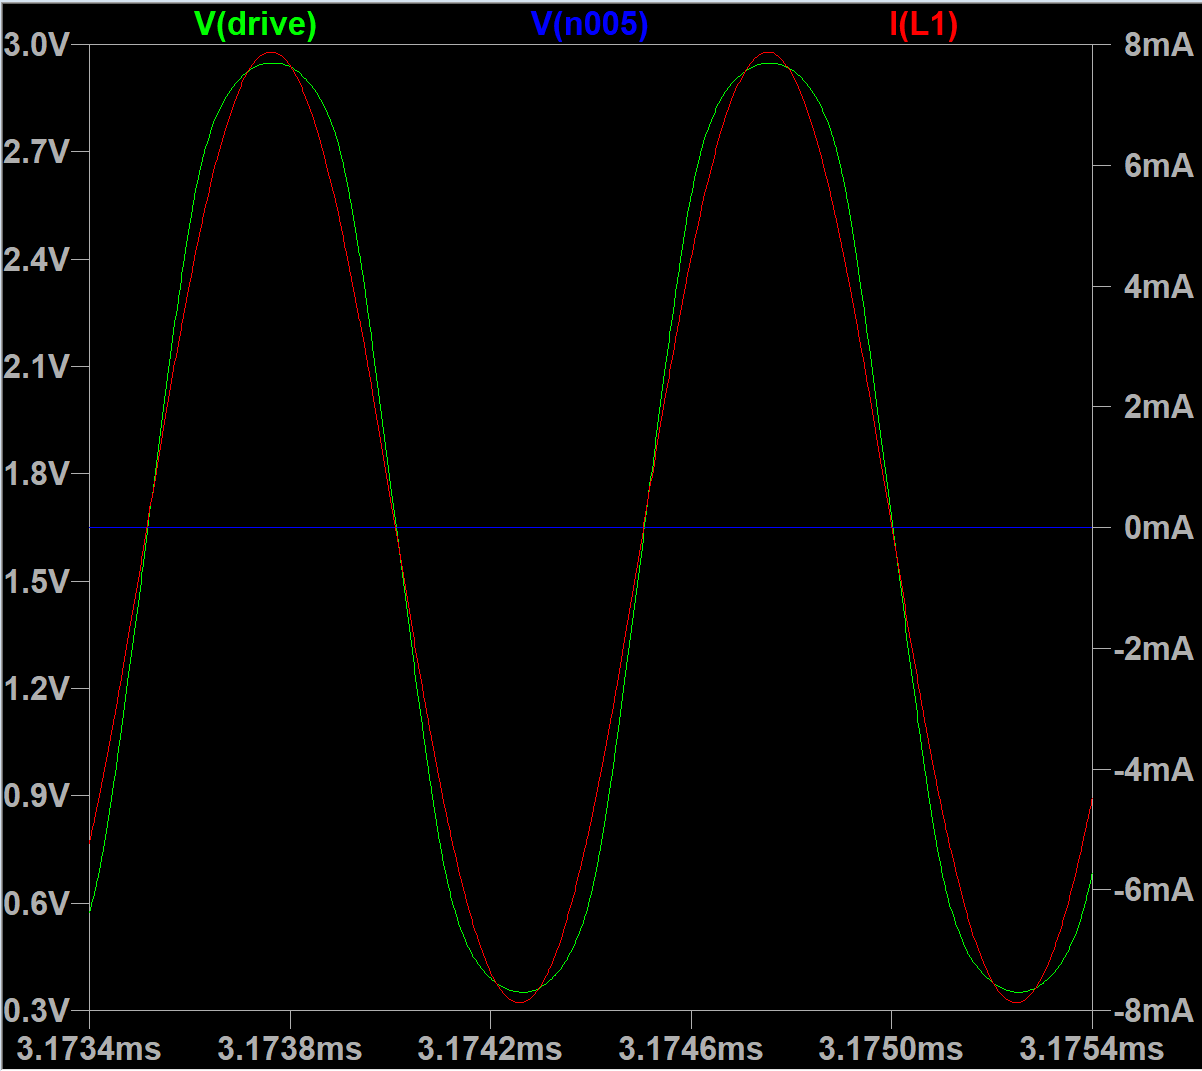 V(drive) V(n005) I(L1)
3.0V 8mA
2.7V 6mA
2.4V 4mA
2.1V 2mA
1.8V 0mA
1.5V -2mA
1.2V -4mA
0.9V -6mA
0.6V -8mA
0.3V
3.1734ms 3.1738ms 3.1742ms 3.1746ms 3.1750ms 3.1754ms